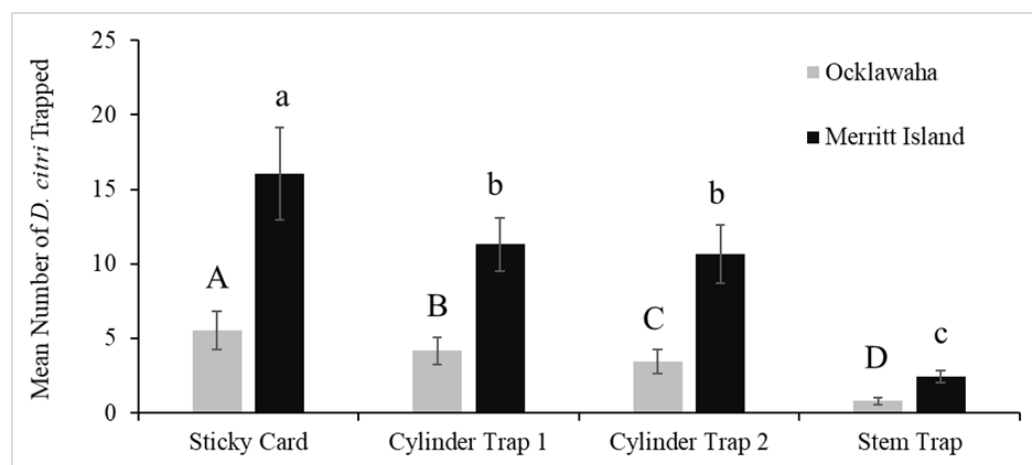 Mean Number of D. citri Trapped
25
20
15
10
5
0
Ocklawaha
Merritt Island
A
a
B
b
C
b
D
c
Sticky Card
Cylinder Trap 1
Cylinder Trap 2
Stem Trap